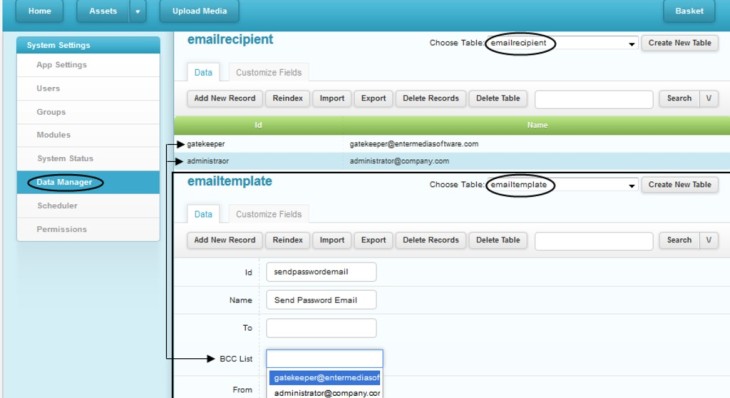 Home Assets Upload Media Basket
System Settings
App Settings
Users
Groups
Modules
System Status
Data Manager
Scheduler
Permissions
emailrecipient Choose Table: emailrecipient Create New Table
Data Customize Fields
Add New Record Reindex Import Export Delete Records Delete Table Search V
Id Name
gatekeeper gatekeeper@entermediasoftware.com
administraor administrator@company.com
emailtemplate Choose Table: emailtemplate Create New Table
Data Customize Fields
Add New Record Reindex Import Export Delete Records Delete Table Search V
Id sendpasswordemail
Name Send Password Email
To
BCC List
gatekeeper@entermediasof
From administrator@company.cor